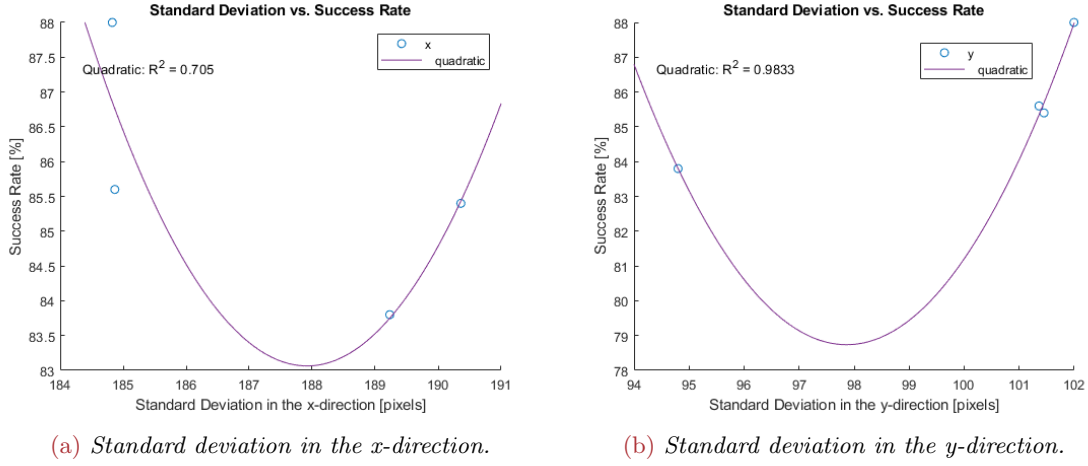 Standard Deviation vs. Success Rate
88
87.5
87
86.5
86
85.5
85
84.5
84
83.5
83
Success Rate [%]
Quadratic: R² = 0.705
x
quadratic
184 185 186 187 188 189 190 191
Standard Deviation in the x-direction [pixels]
(a) Standard deviation in the x-direction.
Standard Deviation vs. Success Rate
88
87
86
85
84
83
82
81
80
79
78
Success Rate [%]
Quadratic: R² = 0.9833
y
quadratic
94 95 96 97 98 99 100 101 102
Standard Deviation in the y-direction [pixels]
(b) Standard deviation in the y-direction.